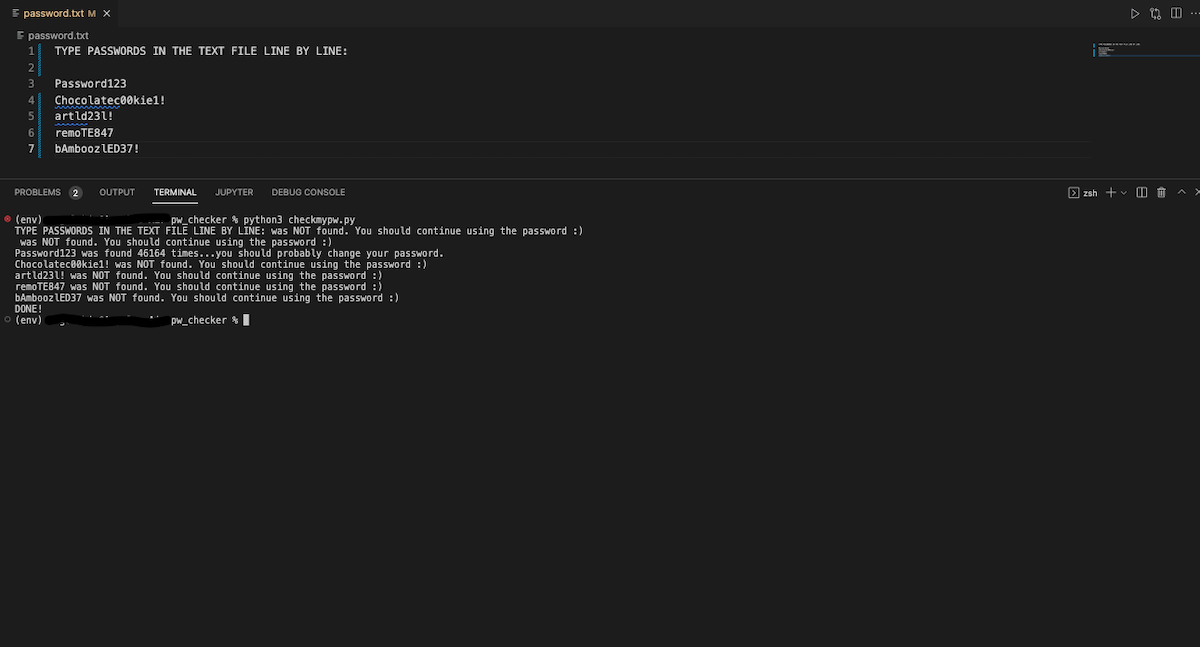 password.txt M
password.txt
1 TYPE PASSWORDS IN THE TEXT FILE LINE BY LINE:
2
3 Password123
4 Chocolatec00kie1!
5 artld23l!
6 remoTE847
7 bAmboozlED37!
PROBLEMS 2 OUTPUT TERMINAL JUPYTER DEBUG CONSOLE zsh
(env) pw_checker % python3 checkmypw.py
TYPE PASSWORDS IN THE TEXT FILE LINE BY LINE: was NOT found. You should continue using the password :)
was NOT found. You should continue using the password :)
Password123 was found 46164 times...you should probably change your password.
Chocolatec00kie1! was NOT found. You should continue using the password :)
artld23l! was NOT found. You should continue using the password :)
remoTE847 was NOT found. You should continue using the password :)
bAmboozlED37 was NOT found. You should continue using the password :)
DONE!
(env) pw_checker %